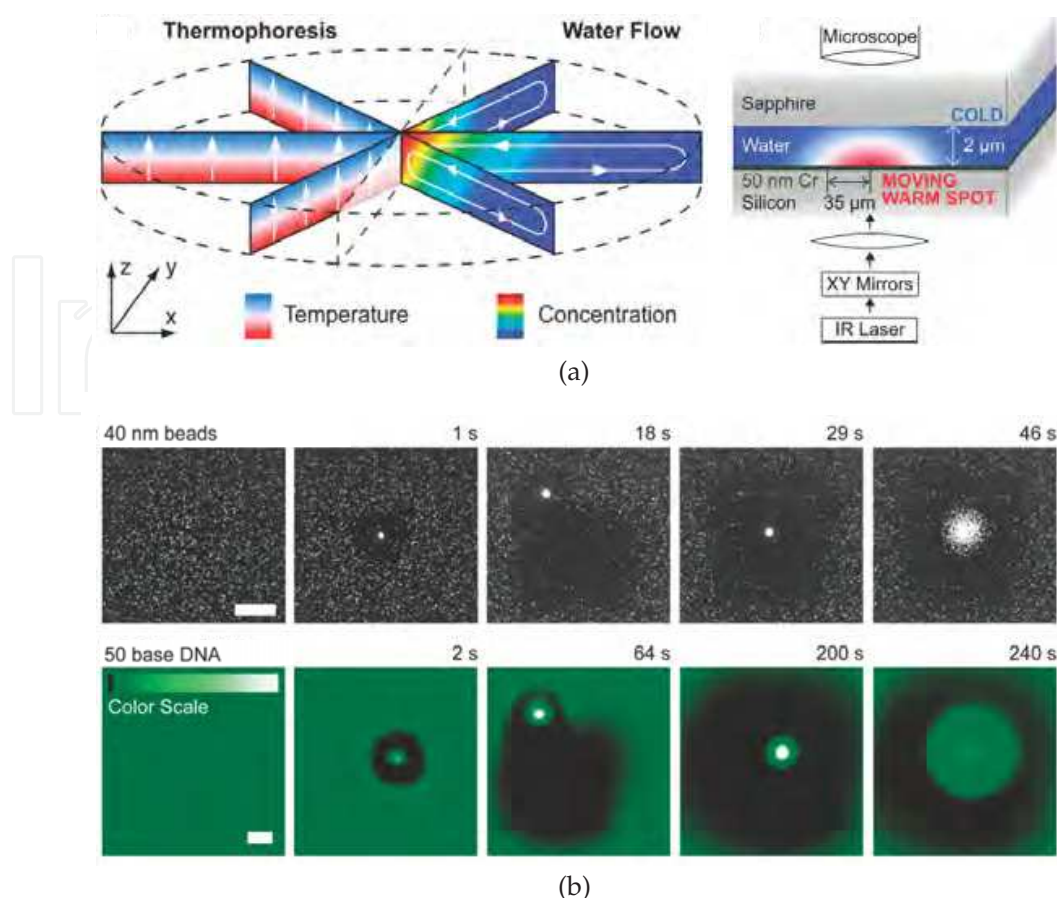 Thermophoresis
Water Flow
z
y
x
Temperature
Concentration
Microscope
Sapphire
COLD
Water
2 μm
50 nm Cr
Silicon
35 μm
MOVING
WARM SPOT
XY Mirrors
IR Laser
(a)
40 nm beads
1 s
18 s
29 s
46 s
50 base DNA
2 s
64 s
200 s
240 s
Color Scale
(b)